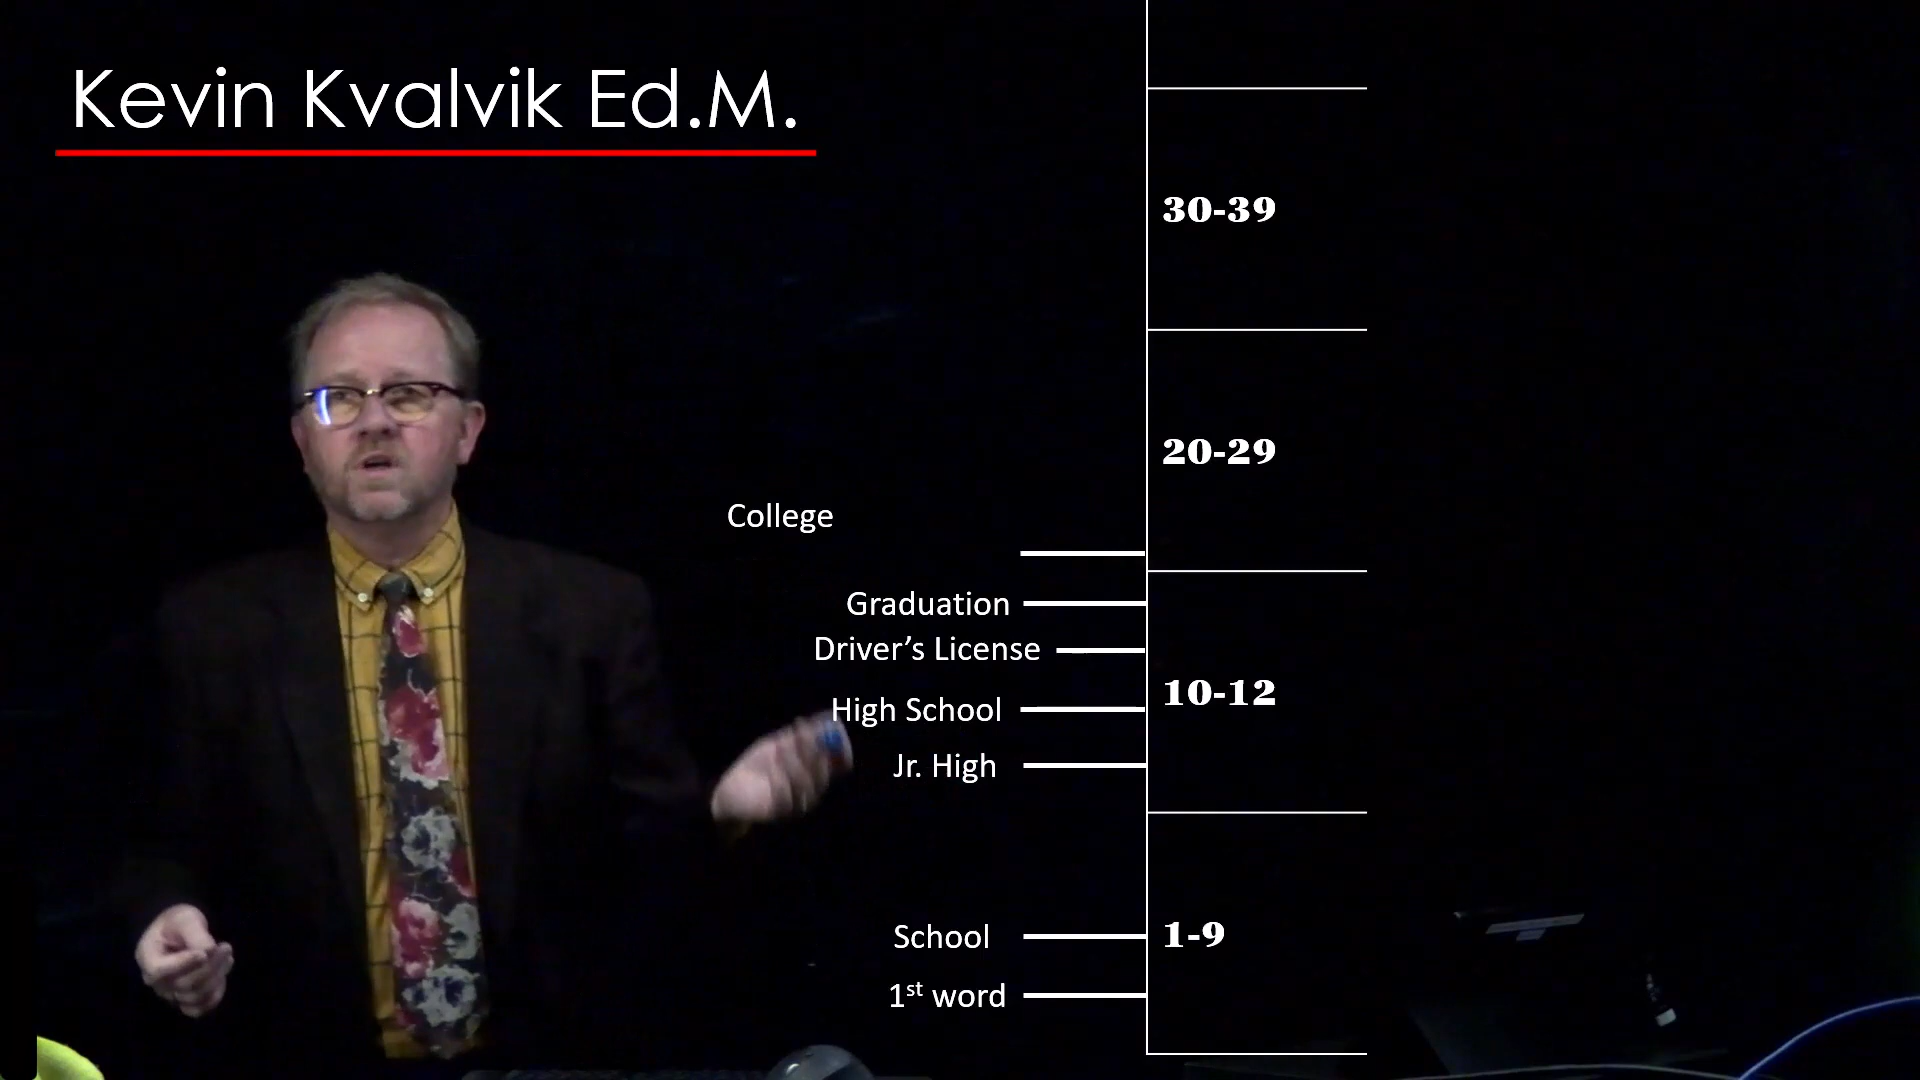 Kevin Kvalvik Ed.M.
30-39
20-29
College
Graduation
Driver’s License
10-12
High School
Jr. High
School
1-9
1st word